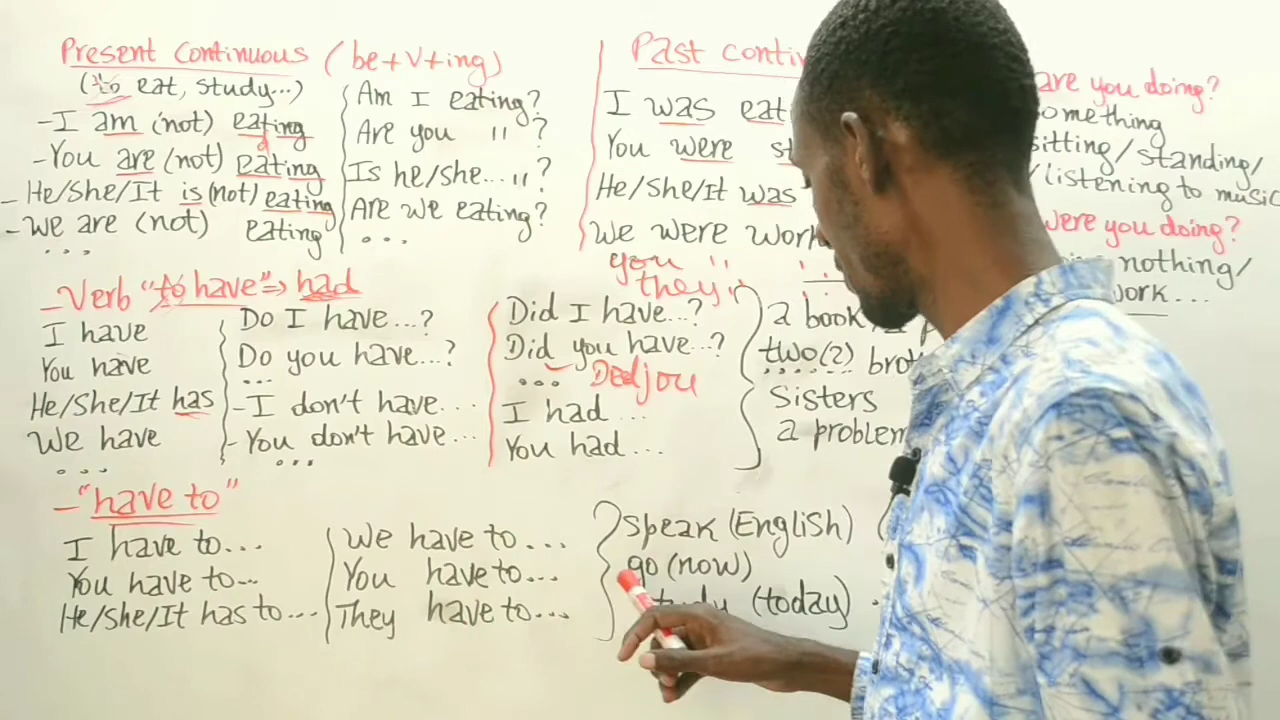 Present Continuous (be+V+ing)
(to eat, study...)
- I am (not) eating
- You are (not) eating
- He/She/It is (not) eating
- We are (not) eating
...
Am I eating?
Are you " ?
Is he/she... " ?
Are we eating?
...
Past contin
I was eat
You were st
He/She/It was
We were work
you "
they "
are you doing?
omething
sitting/standing/
/listening to music
were you doing?
nothing/
work...
- Verb "to have" => had
I have
You have
He/She/It has
We have
...
Do I have...?
Do you have...?
...
- I don't have...
- You don't have...
...
Did I have...?
Did you have...?
... Dedjou
I had ...
You had ...
a book/a p
two(2) brot
Sisters
a problem
- "have to"
I have to...
You have to...
He/She/It has to...
We have to...
You have to...
They have to...
speak (English) (
go (now)
study (today) ..